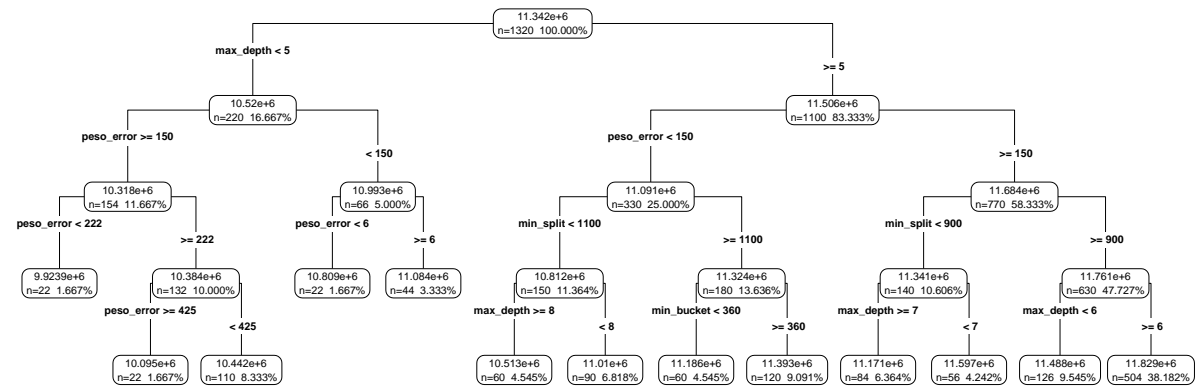 11.342e+6
n=1320 100.000%
max_depth < 5
>= 5
10.52e+6
n=220 16.667%
11.506e+6
n=1100 83.333%
peso_error >= 150
< 150
peso_error < 150
>= 150
10.318e+6
n=154 11.667%
10.993e+6
n=66 5.000%
11.091e+6
n=330 25.000%
11.684e+6
n=770 58.333%
peso_error < 222
>= 222
peso_error < 6
>= 6
min_split < 1100
>= 1100
min_split < 900
>= 900
9.9239e+6
n=22 1.667%
10.384e+6
n=132 10.000%
10.809e+6
n=22 1.667%
11.084e+6
n=44 3.333%
10.812e+6
n=150 11.364%
11.324e+6
n=180 13.636%
11.341e+6
n=140 10.606%
11.761e+6
n=630 47.727%
peso_error >= 425
< 425
max_depth >= 8
< 8
min_bucket < 360
>= 360
max_depth >= 7
< 7
max_depth < 6
>= 6
10.095e+6
n=22 1.667%
10.442e+6
n=110 8.333%
10.513e+6
n=60 4.545%
11.01e+6
n=90 6.818%
11.186e+6
n=60 4.545%
11.393e+6
n=120 9.091%
11.171e+6
n=84 6.364%
11.597e+6
n=56 4.242%
11.488e+6
n=126 9.545%
11.829e+6
n=504 38.182%